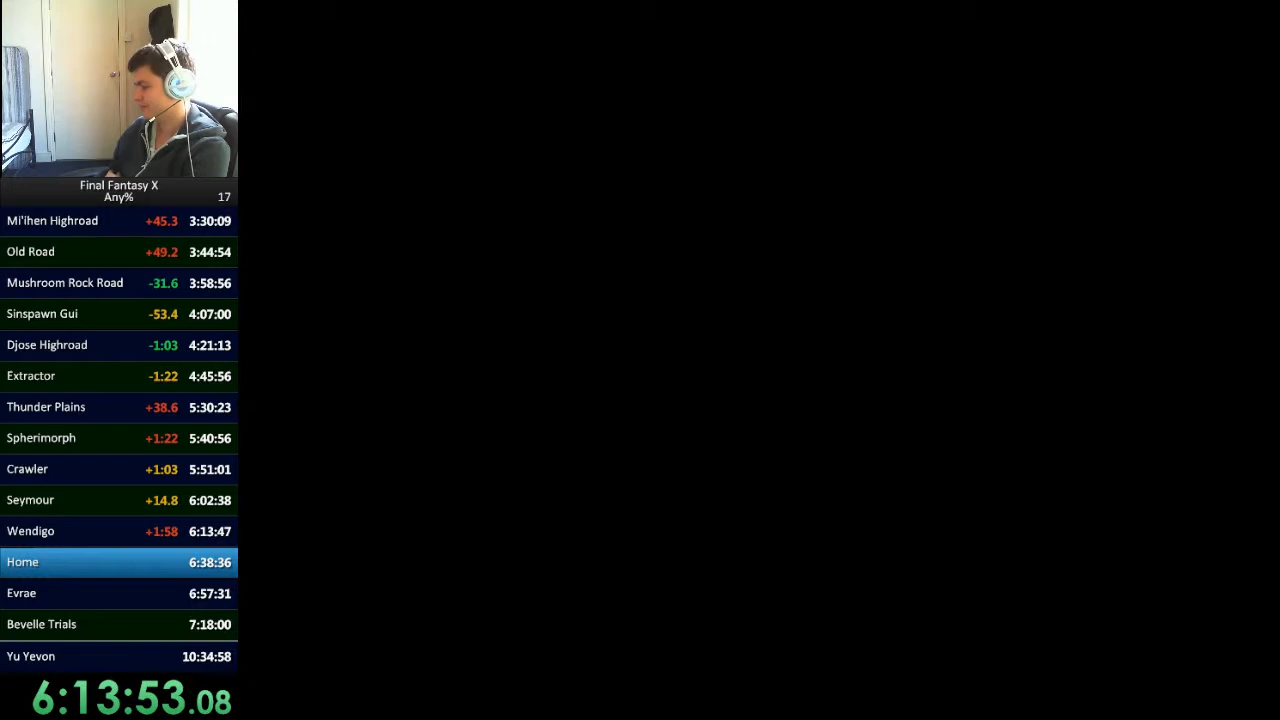 Final Fantasy X
Any% 17
Mi'ihen Highroad +45.3 3:30:09
Old Road +49.2 3:44:54
Mushroom Rock Road -31.6 3:58:56
Sinspawn Gui -53.4 4:07:00
Djose Highroad -1:03 4:21:13
Extractor -1:22 4:45:56
Thunder Plains +38.6 5:30:23
Spherimorph +1:22 5:40:56
Crawler +1:03 5:51:01
Seymour +14.8 6:02:38
Wendigo +1:58 6:13:47
Home 6:38:36
Evrae 6:57:31
Bevelle Trials 7:18:00
Yu Yevon 10:34:58
6:13:53.08